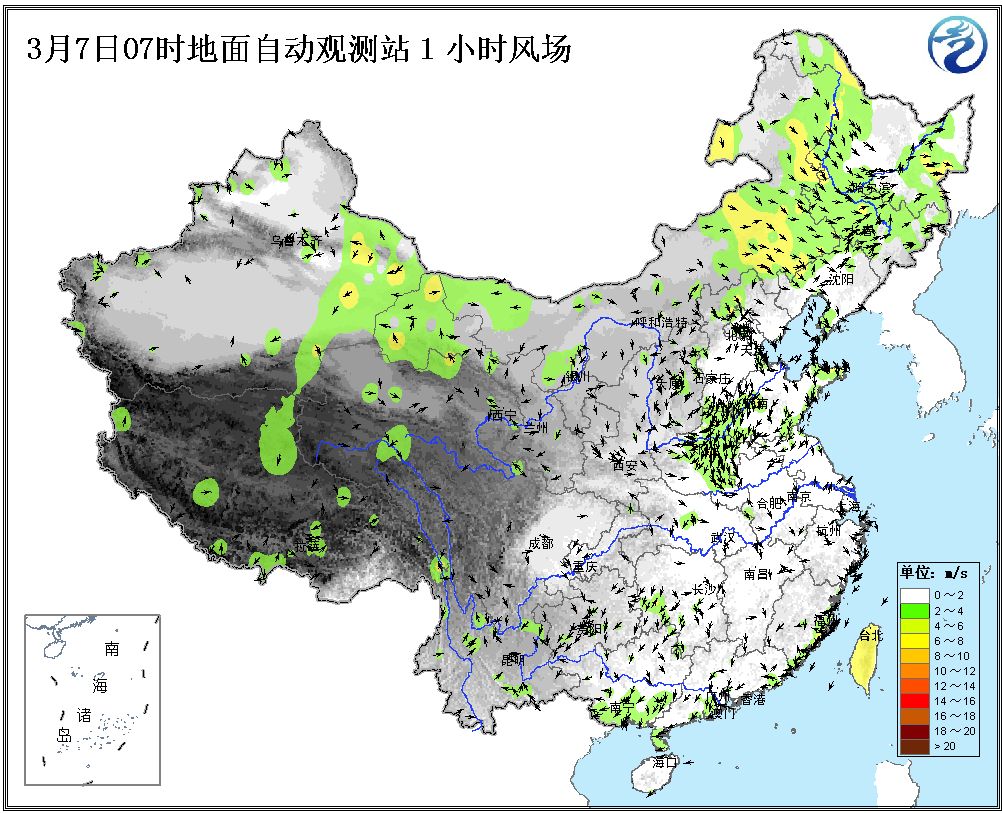 3月7日07时地面自动观测站1小时风场
哈尔滨
长春
乌鲁木齐
沈阳
呼和浩特
北京
天津
银川
太原
石家庄
济南
西宁
兰州
西安
合肥
南京
上海
成都
武汉
杭州
拉萨
重庆
南昌
长沙
贵阳
福州
台北
昆明
南宁
香港
澳门
海口
南
海
诸
岛
单位: m/s
0～2
2～4
4～6
6～8
8～10
10～12
12～14
14～16
16～18
18～20
＞20